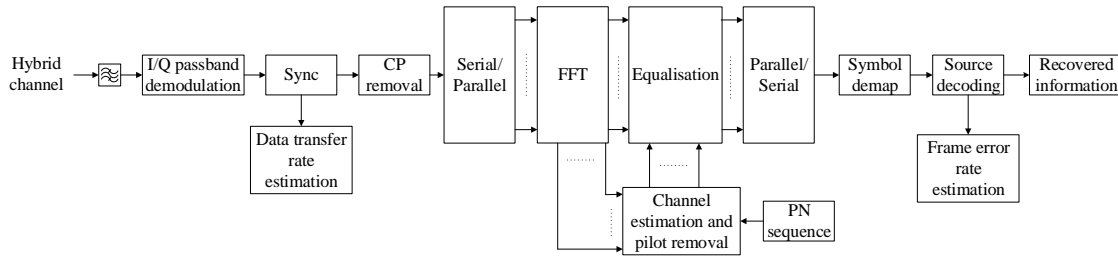 Hybrid
channel
I/Q passband
demodulation
Sync
Data transfer
rate
estimation
CP
removal
Serial/
Parallel
FFT
Equalisation
Parallel/
Serial
Channel
estimation and
pilot removal
PN
sequence
Symbol
demap
Source
decoding
Recovered
information
Frame error
rate
estimation